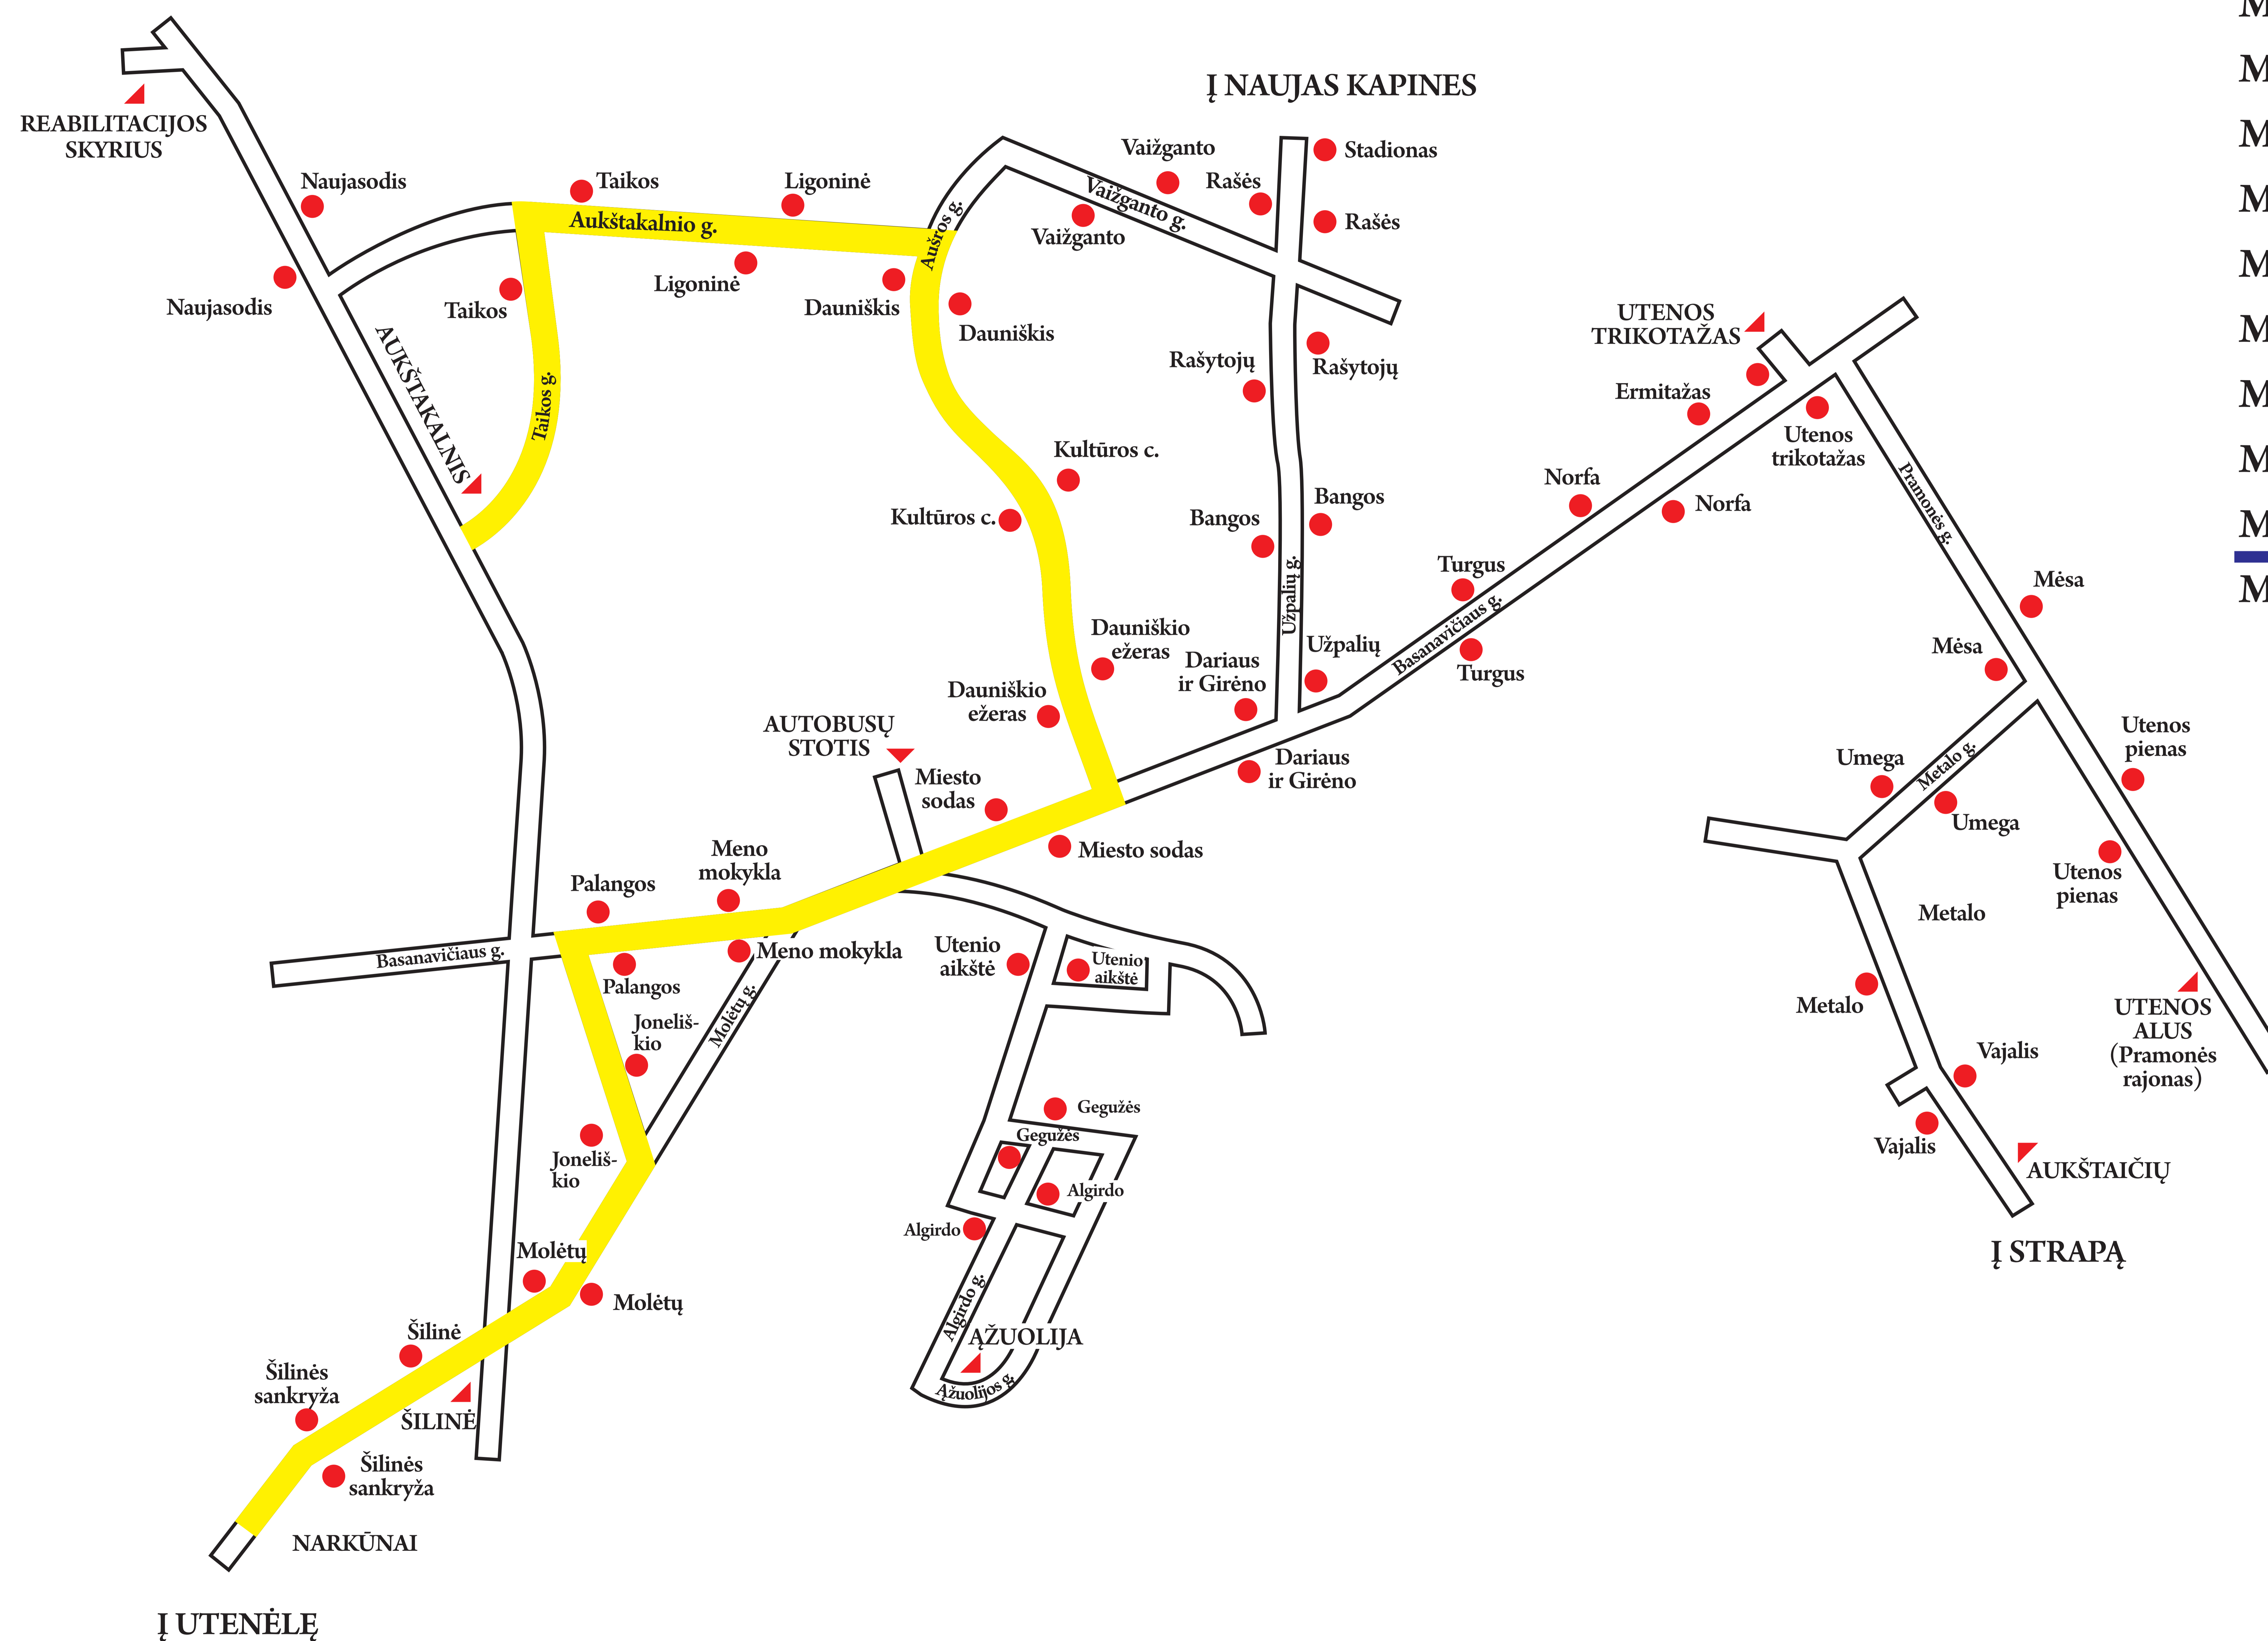 Į NAUJAS KAPINES
REABILITACIJOS
SKYRIUS
Naujasodis
Naujasodis
Taikos
Aukštakalnio g.
Taikos
Ligoninė
Ligoninė
Dauniškis
Dauniškis
Aušros g.
Vaižganto
Vaižganto g.
Vaižganto
Rašės
Stadionas
Rašės
Rašytojų
Rašytojų
AUKŠTAKALNIS
Taikos g.
Kultūros c.
Kultūros c.
Bangos
Bangos
Užpalių g.
Užpalių
UTENOS
TRIKOTAŽAS
Ermitažas
Utenos
trikotažas
Norfa
Norfa
Turgus
Basanavičiaus g.
Turgus
Pramonės g.
Mėsa
Mėsa
Dauniškio
ežeras
Dauniškio
ežeras
Dariaus
ir Girėno
Dariaus
ir Girėno
AUTOBUSŲ
STOTIS
Miesto
sodas
Miesto sodas
Meno
mokykla
Meno mokykla
Palangos
Palangos
Basanavičiaus g.
Joneliš-
kio
Joneliš-
kio
Molėtų g.
Utenio
aikštė
Utenio
aikštė
Umega
Metalo g.
Umega
Utenos
pienas
Utenos
pienas
Metalo
Metalo
UTENOS
ALUS
(Pramonės
rajonas)
Vajalis
Vajalis
AUKŠTAIČIŲ
Į STRAPĄ
Gegužės
Gegužės
Algirdo
Algirdo
Algirdo g.
ĄŽUOLIJA
Ąžuolijos g.
Molėtų
Molėtų
Šilinė
Šilinės
sankryža
ŠILINĖ
Šilinės
sankryža
NARKŪNAI
Į UTENĖLĘ
M
M
M
M
M
M
M
M
M
M